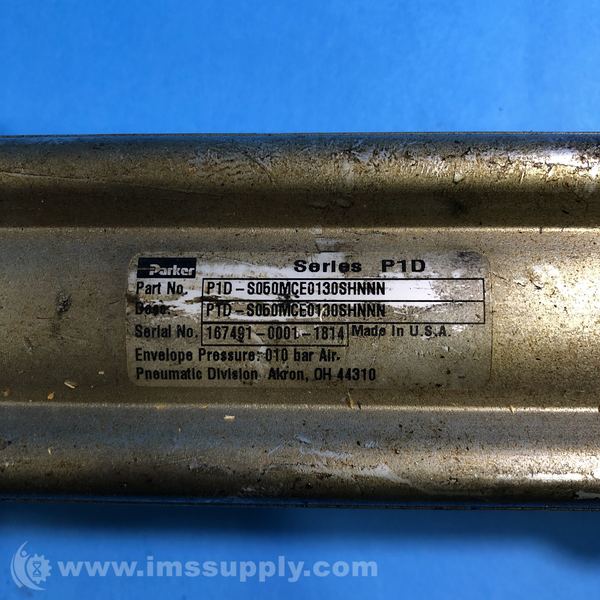 Parker
Series P1D
Part No. P1D-S050MCE0130SHNNN
Desc. P1D-S050MCE0130SHNNN
Serial No. 167491-0001-1814 Made In U.S.A.
Envelope Pressure: 010 bar Air.
Pneumatic Division Akron, OH 44310
www.imssupply.com